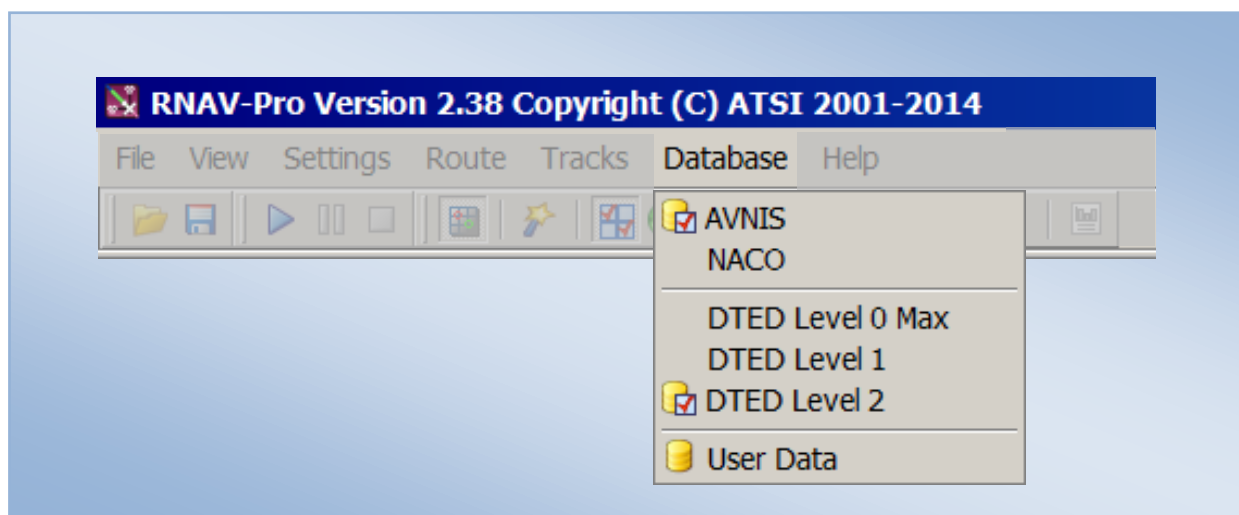 RNAV-Pro Version 2.38 Copyright (C) ATSI 2001-2014
File View Settings Route Tracks Database Help
AVNIS
NACO
DTED Level 0 Max
DTED Level 1
DTED Level 2
User Data